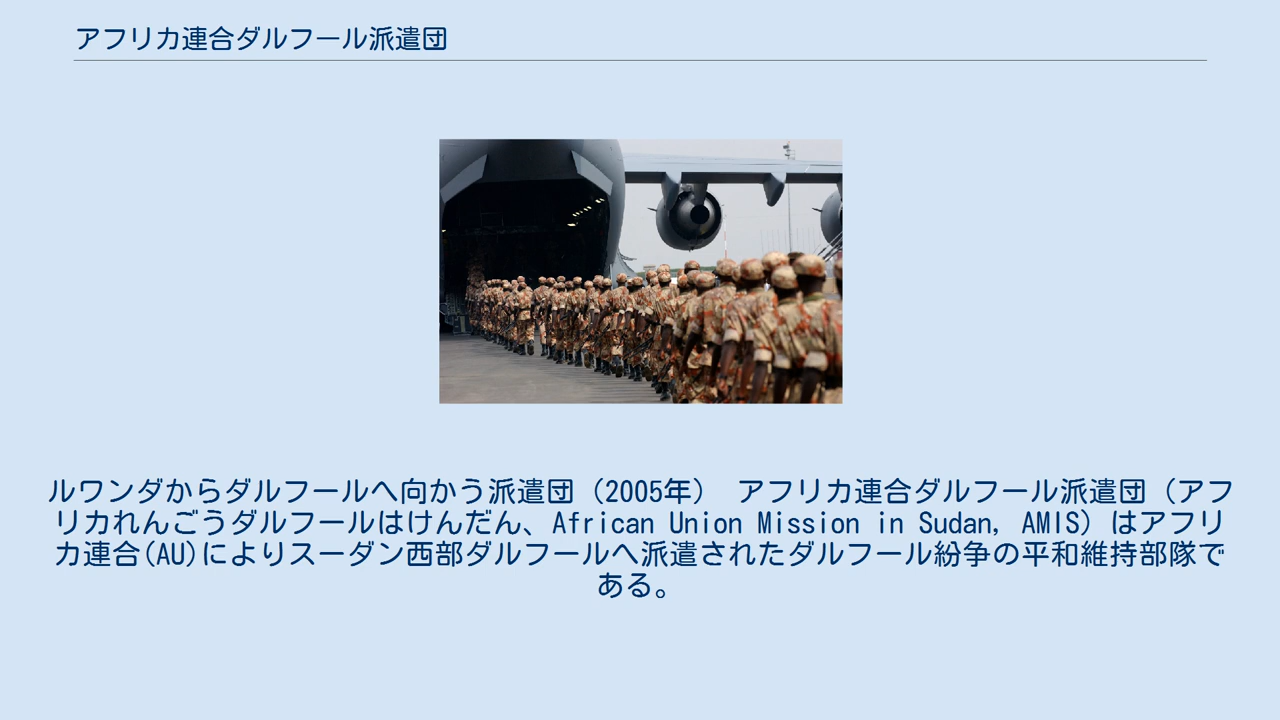 アフリカ連合ダルフール派遣団
ルワンダからダルフールへ向かう派遣団（2005年） アフリカ連合ダルフール派遣団（アフ
リカれんごうダルフールはけんだん、African Union Mission in Sudan, AMIS）はアフリ
カ連合(AU)によりスーダン西部ダルフールへ派遣されたダルフール紛争の平和維持部隊で
ある。